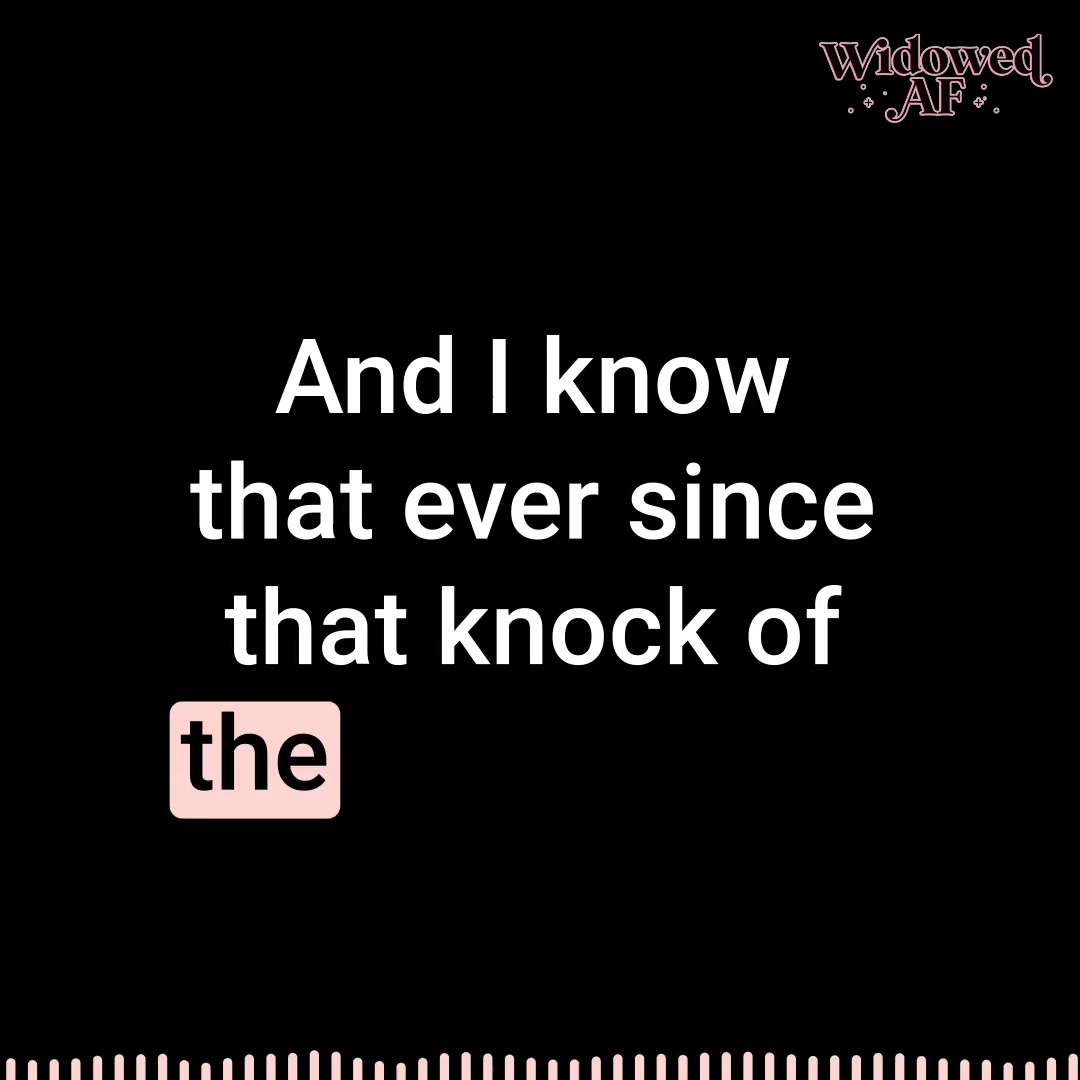 Widowed
AF
And I know
that ever since
that knock of
the